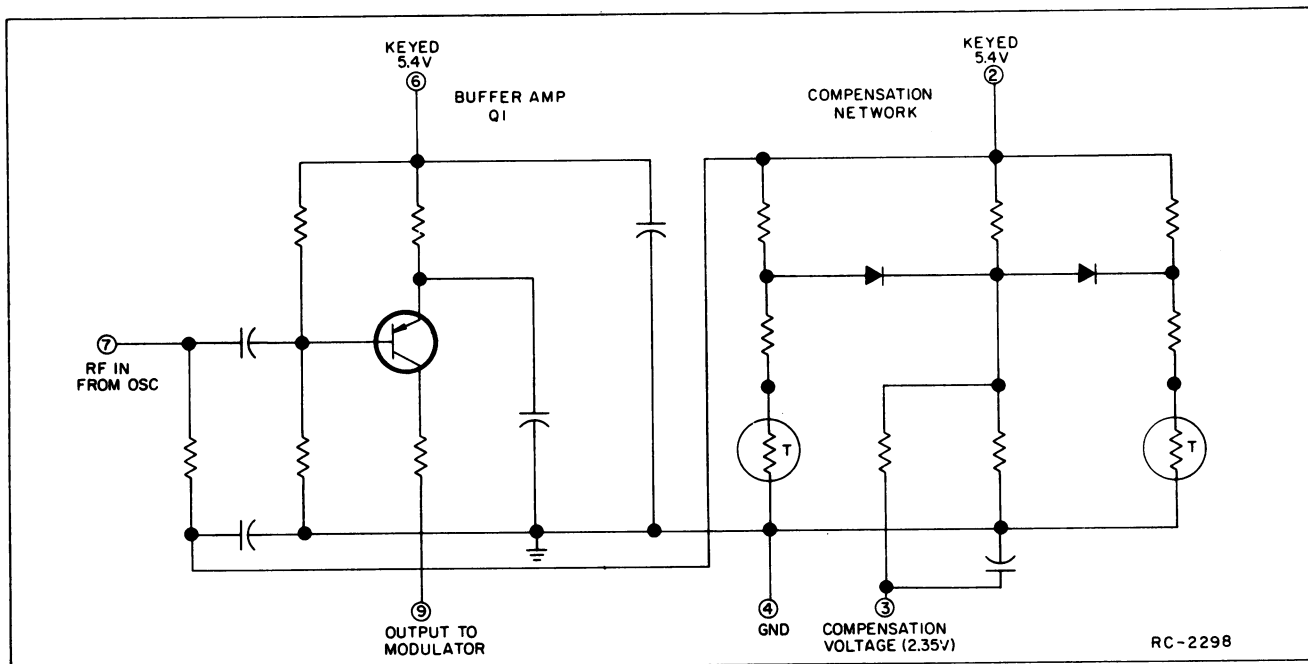 KEYED
5.4V
6
BUFFER AMP
Q1
KEYED
5.4V
2
COMPENSATION
NETWORK
7
RF IN
FROM OSC
T
T
9
OUTPUT TO
MODULATOR
4
GND
3
COMPENSATION
VOLTAGE (2.35V)
RC-2298